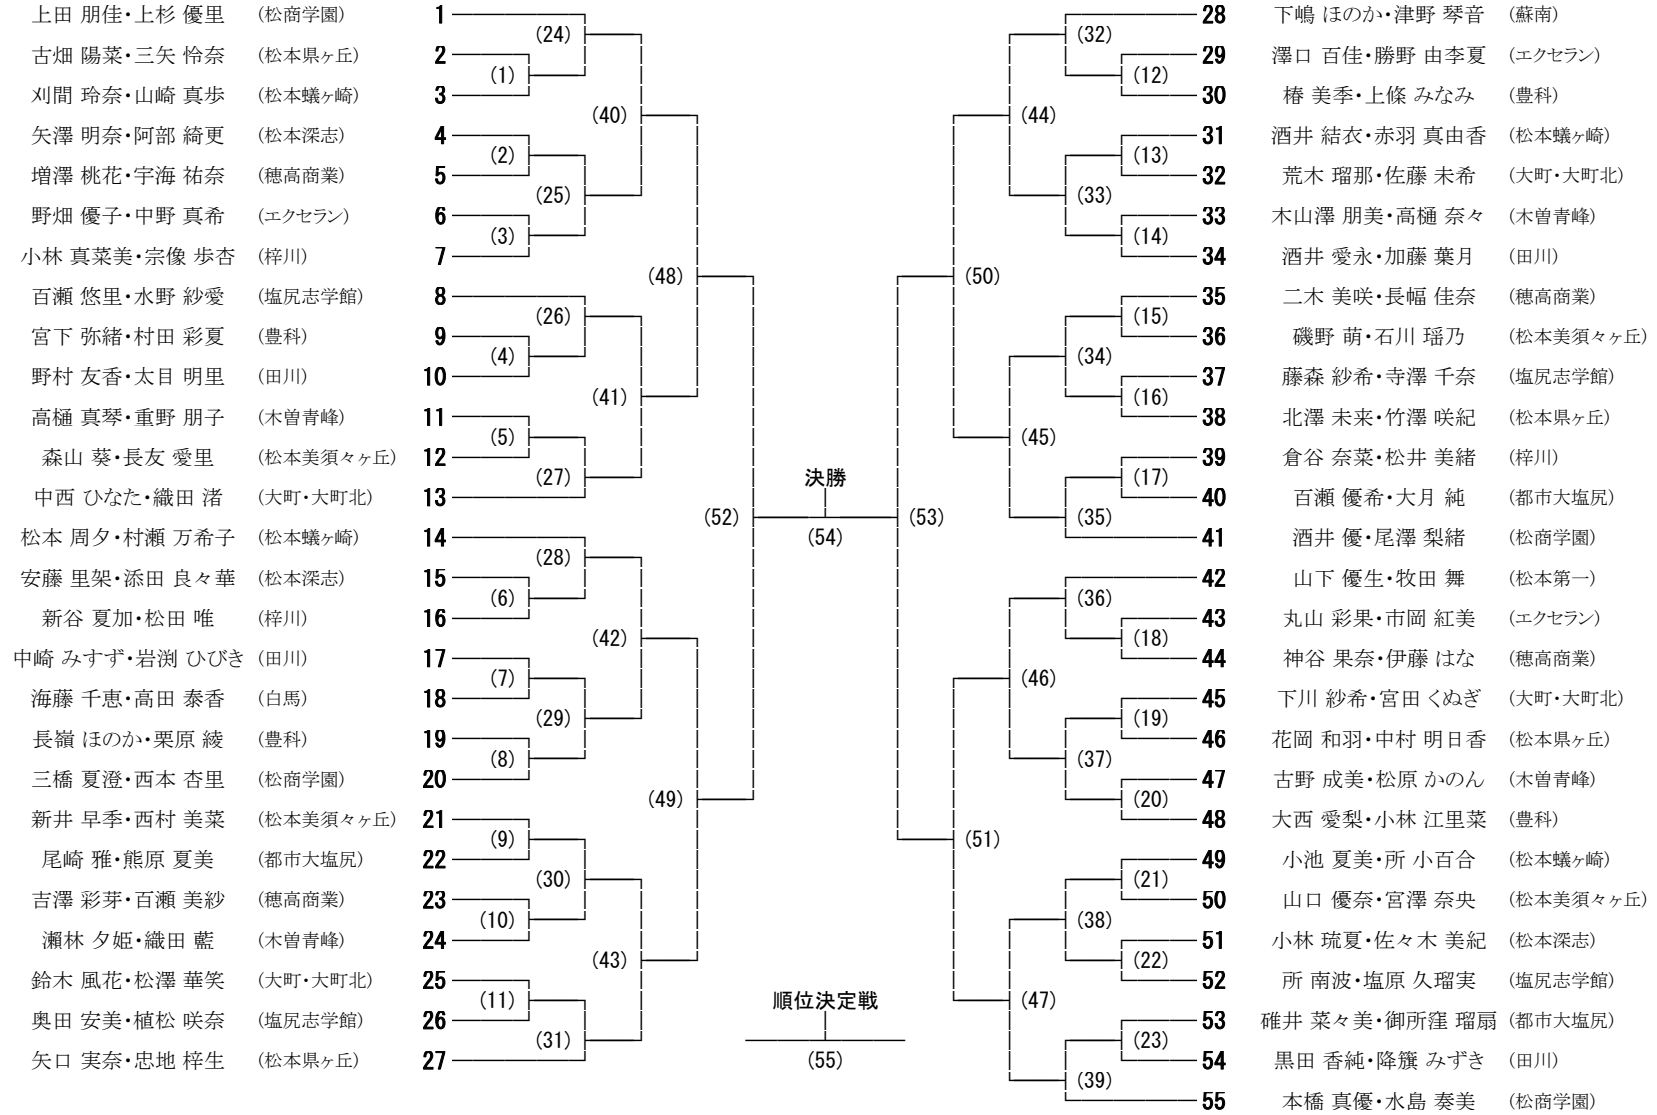 上田 朋佳・上杉 優里 (松商学園) 1
古畑 陽菜・三矢 怜奈 (松本県ヶ丘) 2
刈間 玲奈・山崎 真歩 (松本蟻ヶ崎) 3
矢澤 明奈・阿部 綺更 (松本深志) 4
増澤 桃花・宇海 祐奈 (穂高商業) 5
野畑 優子・中野 真希 (エクセラン) 6
小林 真菜美・宗像 歩杏 (梓川) 7
百瀬 悠里・水野 紗愛 (塩尻志学館) 8
宮下 弥緒・村田 彩夏 (豊科) 9
野村 友香・太目 明里 (田川) 10
高樋 真琴・重野 朋子 (木曽青峰) 11
森山 葵・長友 愛里 (松本美須々ヶ丘) 12
中西 ひなた・織田 渚 (大町・大町北) 13
松本 周夕・村瀬 万希子 (松本蟻ヶ崎) 14
安藤 里架・添田 良々華 (松本深志) 15
新谷 夏加・松田 唯 (梓川) 16
中崎 みすず・岩渕 ひびき (田川) 17
海藤 千恵・高田 泰香 (白馬) 18
長嶺 ほのか・栗原 綾 (豊科) 19
三橋 夏澄・西本 杏里 (松商学園) 20
新井 早季・西村 美菜 (松本美須々ヶ丘) 21
尾崎 雅・熊原 夏美 (都市大塩尻) 22
吉澤 彩芽・百瀬 美紗 (穂高商業) 23
瀬林 夕姫・織田 藍 (木曽青峰) 24
鈴木 風花・松澤 華笑 (大町・大町北) 25
奥田 安美・植松 咲奈 (塩尻志学館) 26
矢口 実奈・忠地 梓生 (松本県ヶ丘) 27
(1)
(2)
(3)
(4)
(5)
(6)
(7)
(8)
(9)
(10)
(11)
(24)
(25)
(26)
(27)
(28)
(29)
(30)
(31)
(40)
(41)
(42)
(43)
(48)
(49)
(52)
決勝
(54)
順位決定戦
(55)
(53)
(50)
(51)
(44)
(45)
(46)
(47)
(32)
(33)
(34)
(35)
(36)
(37)
(38)
(39)
(12)
(13)
(14)
(15)
(16)
(17)
(18)
(19)
(20)
(21)
(22)
(23)
28 下嶋 ほのか・津野 琴音 (蘇南)
29 澤口 百佳・勝野 由李夏 (エクセラン)
30 椿 美季・上條 みなみ (豊科)
31 酒井 結衣・赤羽 真由香 (松本蟻ヶ崎)
32 荒木 瑠那・佐藤 未希 (大町・大町北)
33 木山澤 朋美・高樋 奈々 (木曽青峰)
34 酒井 愛永・加藤 葉月 (田川)
35 二木 美咲・長幅 佳奈 (穂高商業)
36 磯野 萌・石川 瑶乃 (松本美須々ヶ丘)
37 藤森 紗希・寺澤 千奈 (塩尻志学館)
38 北澤 未来・竹澤 咲紀 (松本県ヶ丘)
39 倉谷 奈菜・松井 美緒 (梓川)
40 百瀬 優希・大月 純 (都市大塩尻)
41 酒井 優・尾澤 梨緒 (松商学園)
42 山下 優生・牧田 舞 (松本第一)
43 丸山 彩果・市岡 紅美 (エクセラン)
44 神谷 果奈・伊藤 はな (穂高商業)
45 下川 紗希・宮田 くぬぎ (大町・大町北)
46 花岡 和羽・中村 明日香 (松本県ヶ丘)
47 古野 成美・松原 かのん (木曽青峰)
48 大西 愛梨・小林 江里菜 (豊科)
49 小池 夏美・所 小百合 (松本蟻ヶ崎)
50 山口 優奈・宮澤 奈央 (松本美須々ヶ丘)
51 小林 琉夏・佐々木 美紀 (松本深志)
52 所 南波・塩原 久瑠実 (塩尻志学館)
53 碓井 菜々美・御所窪 瑠扇 (都市大塩尻)
54 黒田 香純・降籏 みずき (田川)
55 本橋 真優・水島 奏美 (松商学園)